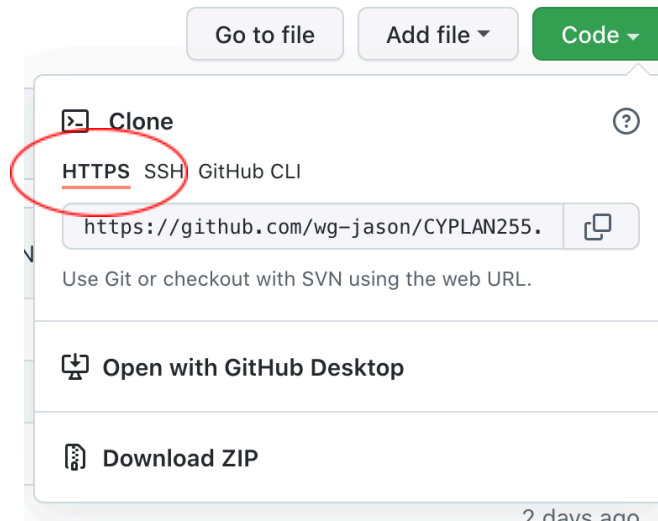 Go to file Add file Code
Clone
HTTPS SSH GitHub CLI
https://github.com/wg-jason/CYPLAN255.
Use Git or checkout with SVN using the web URL.
Open with GitHub Desktop
Download ZIP
2 days ago